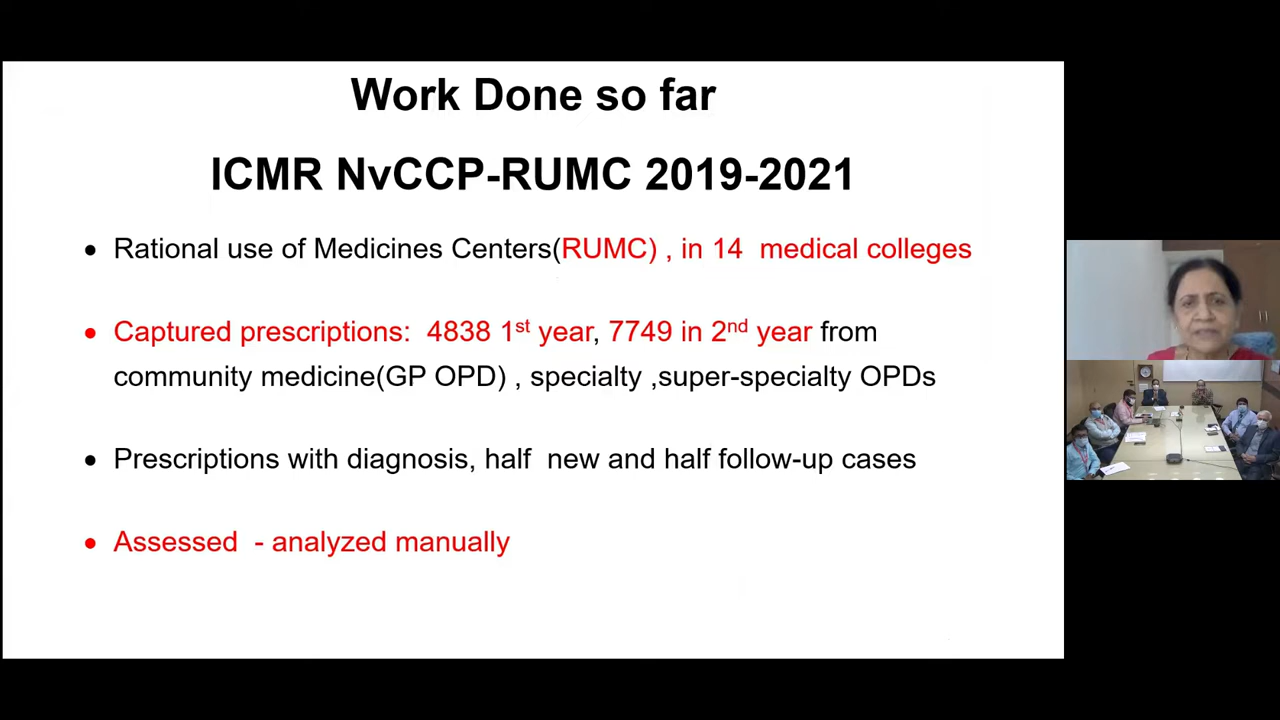 Work Done so far
ICMR NvCCP-RUMC 2019-2021
• Rational use of Medicines Centers(RUMC) , in 14  medical colleges
• Captured prescriptions:  4838 1st year, 7749 in 2nd year from
community medicine(GP OPD) , specialty ,super-specialty OPDs
• Prescriptions with diagnosis, half  new and half follow-up cases
• Assessed  - analyzed manually